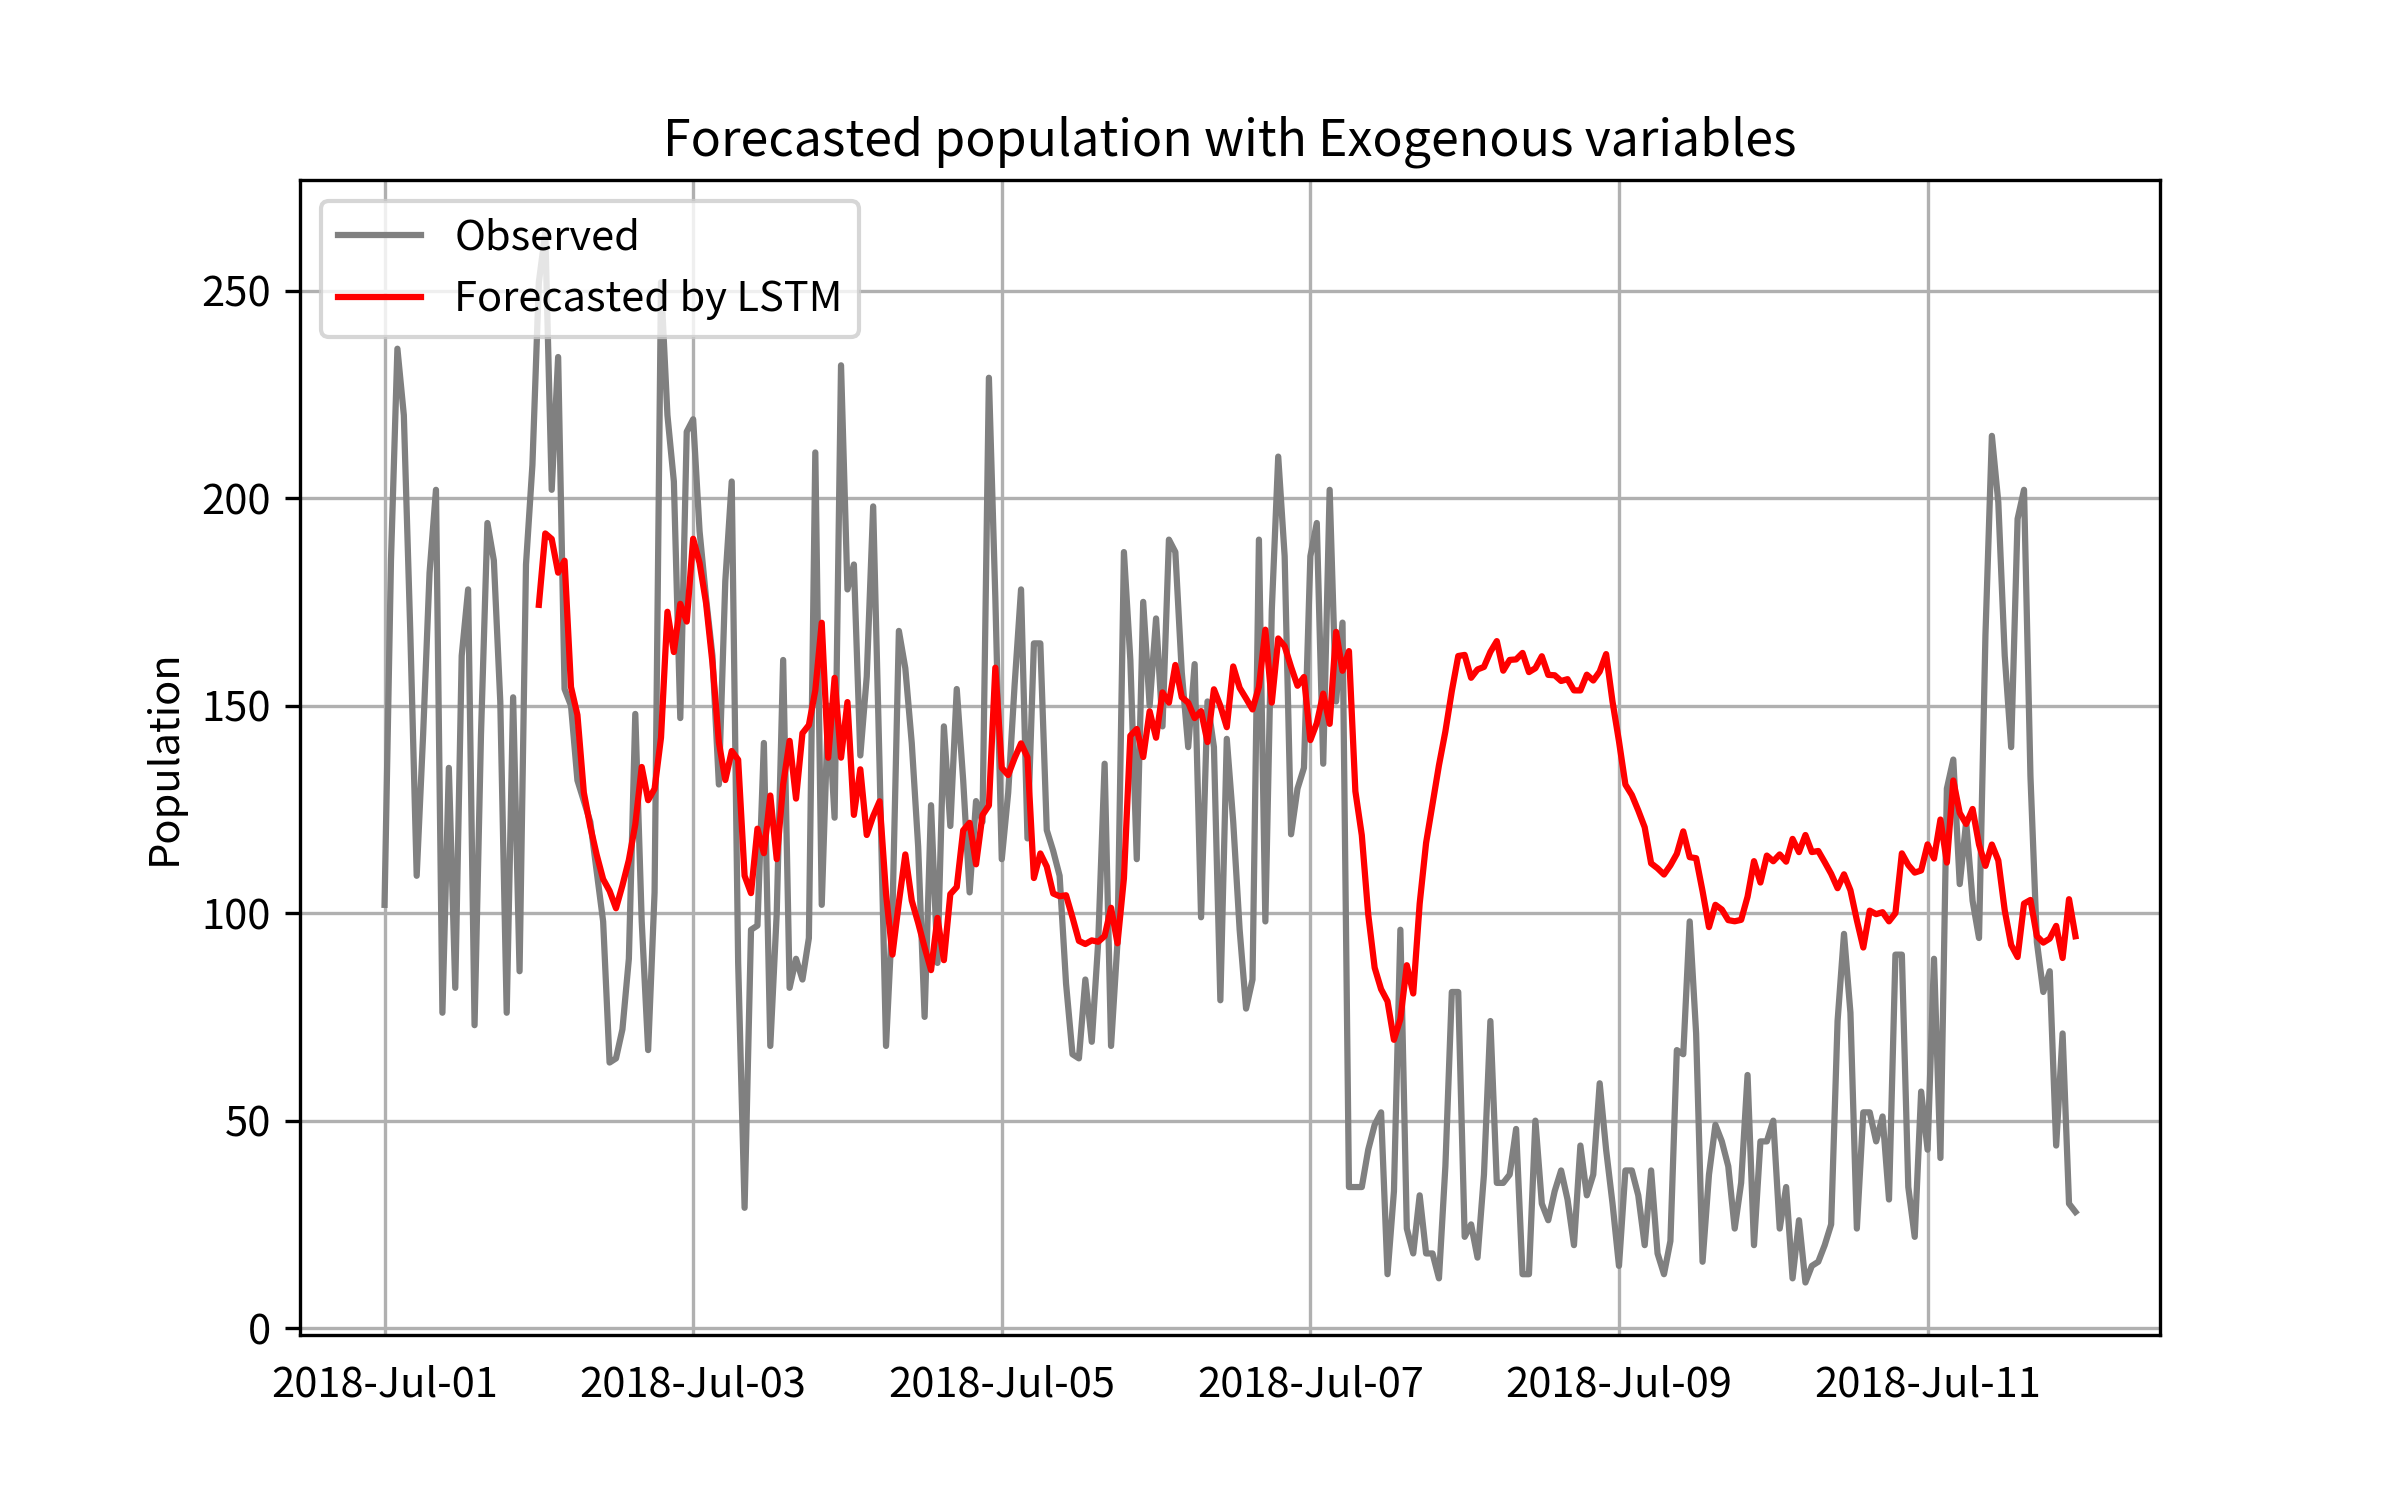 Forecasted population with Exogenous variables
Observed
Forecasted by LSTM
Population
250
200
150
100
50
0
2018-Jul-01 2018-Jul-03 2018-Jul-05 2018-Jul-07 2018-Jul-09 2018-Jul-11